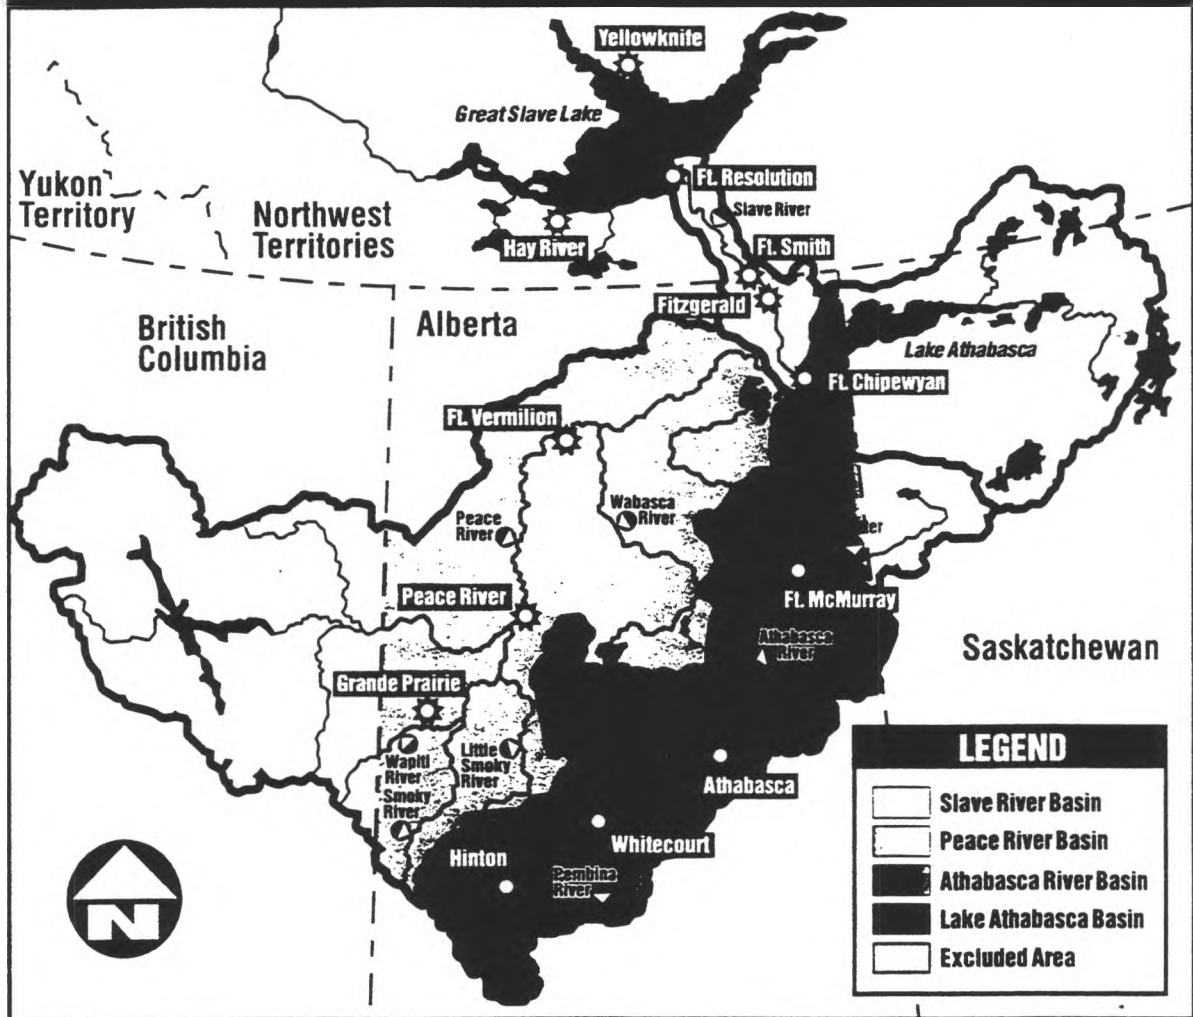 Yellowknife
Great Slave Lake
Ft. Resolution
Yukon
Territory
Northwest
Territories
Slave River
Hay River
Ft. Smith
Fitzgerald
British
Columbia
Alberta
Lake Athabasca
Ft. Chipewyan
Ft. Vermilion
Peace
River
Wabasca
River
Peace River
Ft. McMurray
Athabasca
River
Saskatchewan
Grande Prairie
Wapiti
River
Smoky
River
Little
Smoky
River
Athabasca
Whitecourt
Hinton
Pembina
River
N
LEGEND
Slave River Basin
Peace River Basin
Athabasca River Basin
Lake Athabasca Basin
Excluded Area